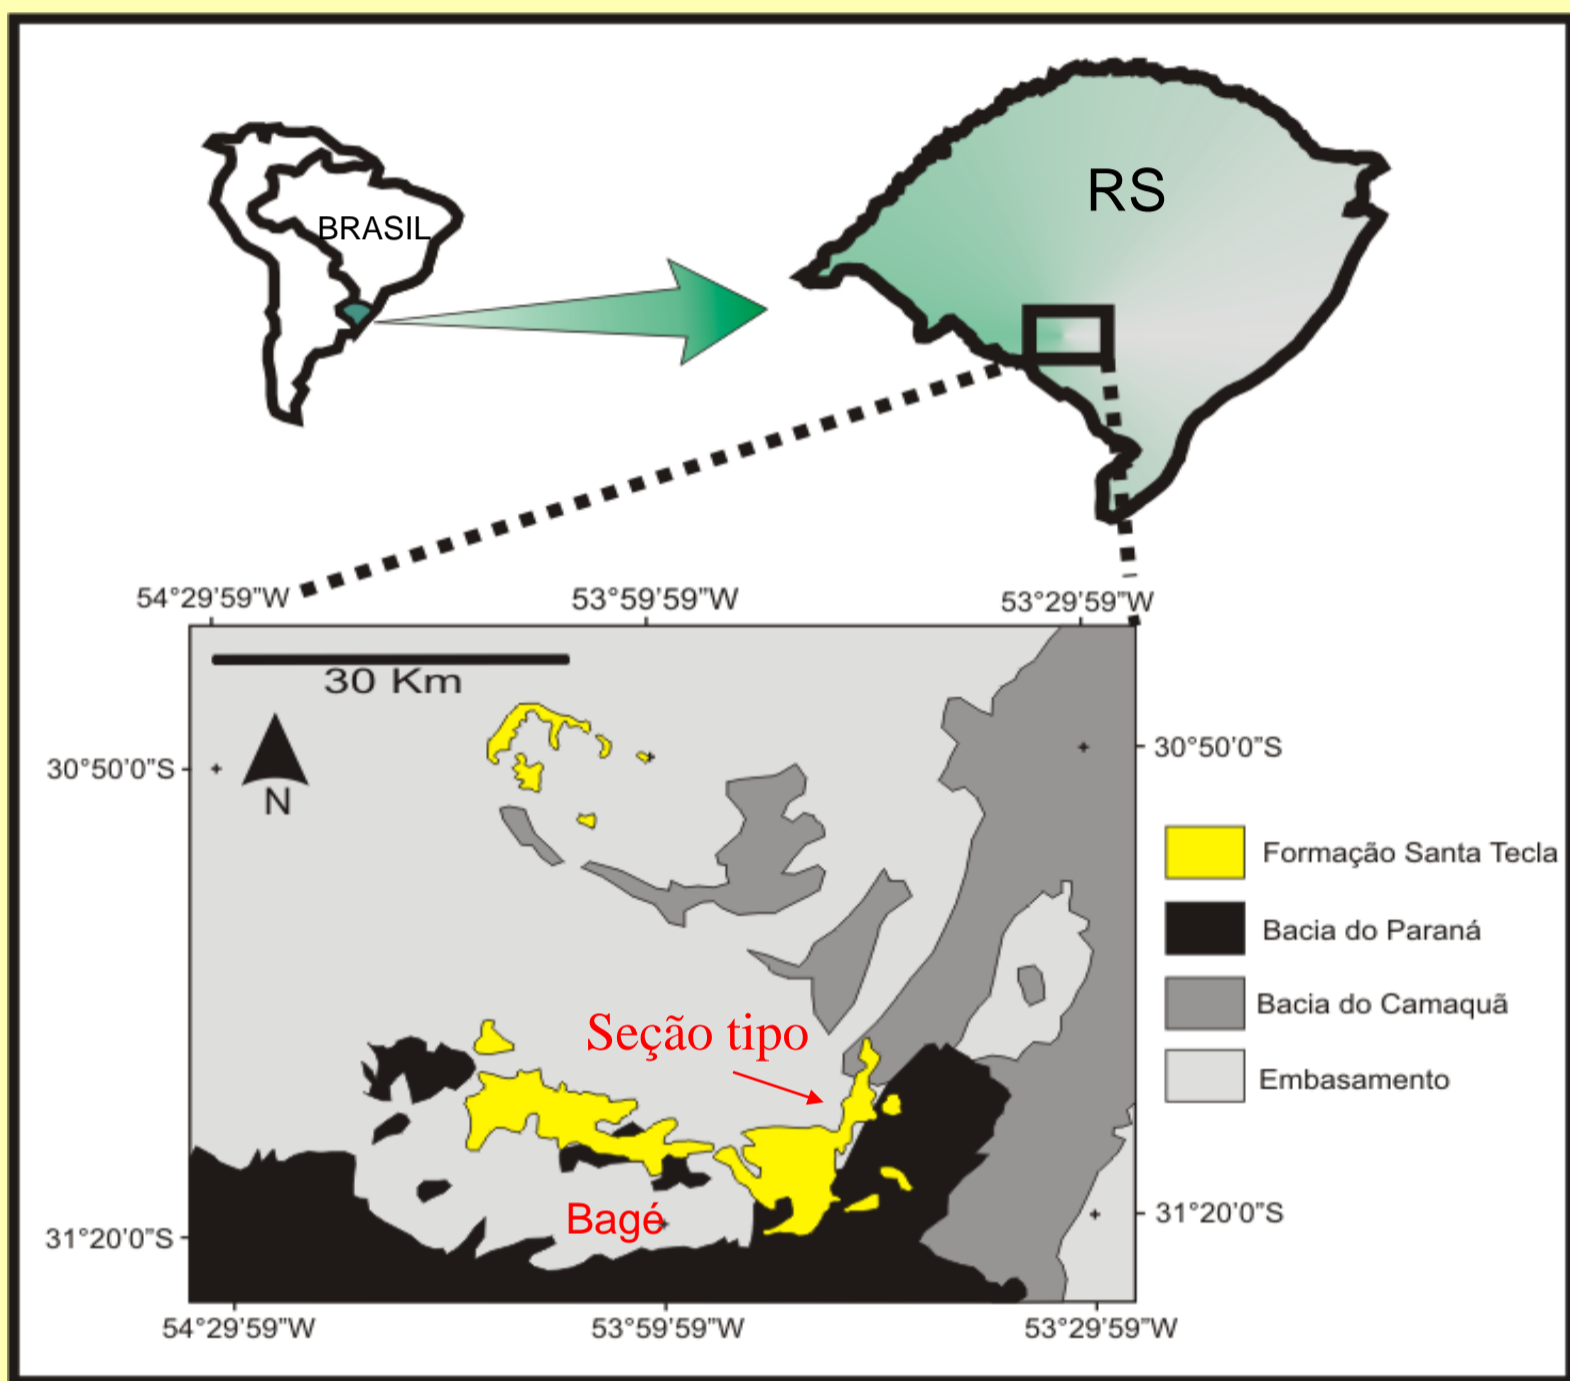 BRASIL
RS
54°29'59"W
53°59'59"W
53°29'59"W
30 Km
N
30°50'0"S
30°50'0"S
Formação Santa Tecla
Bacia do Paraná
Bacia do Camaquã
Embasamento
Seção tipo
Bagé
31°20'0"S
31°20'0"S
54°29'59"W
53°59'59"W
53°29'59"W